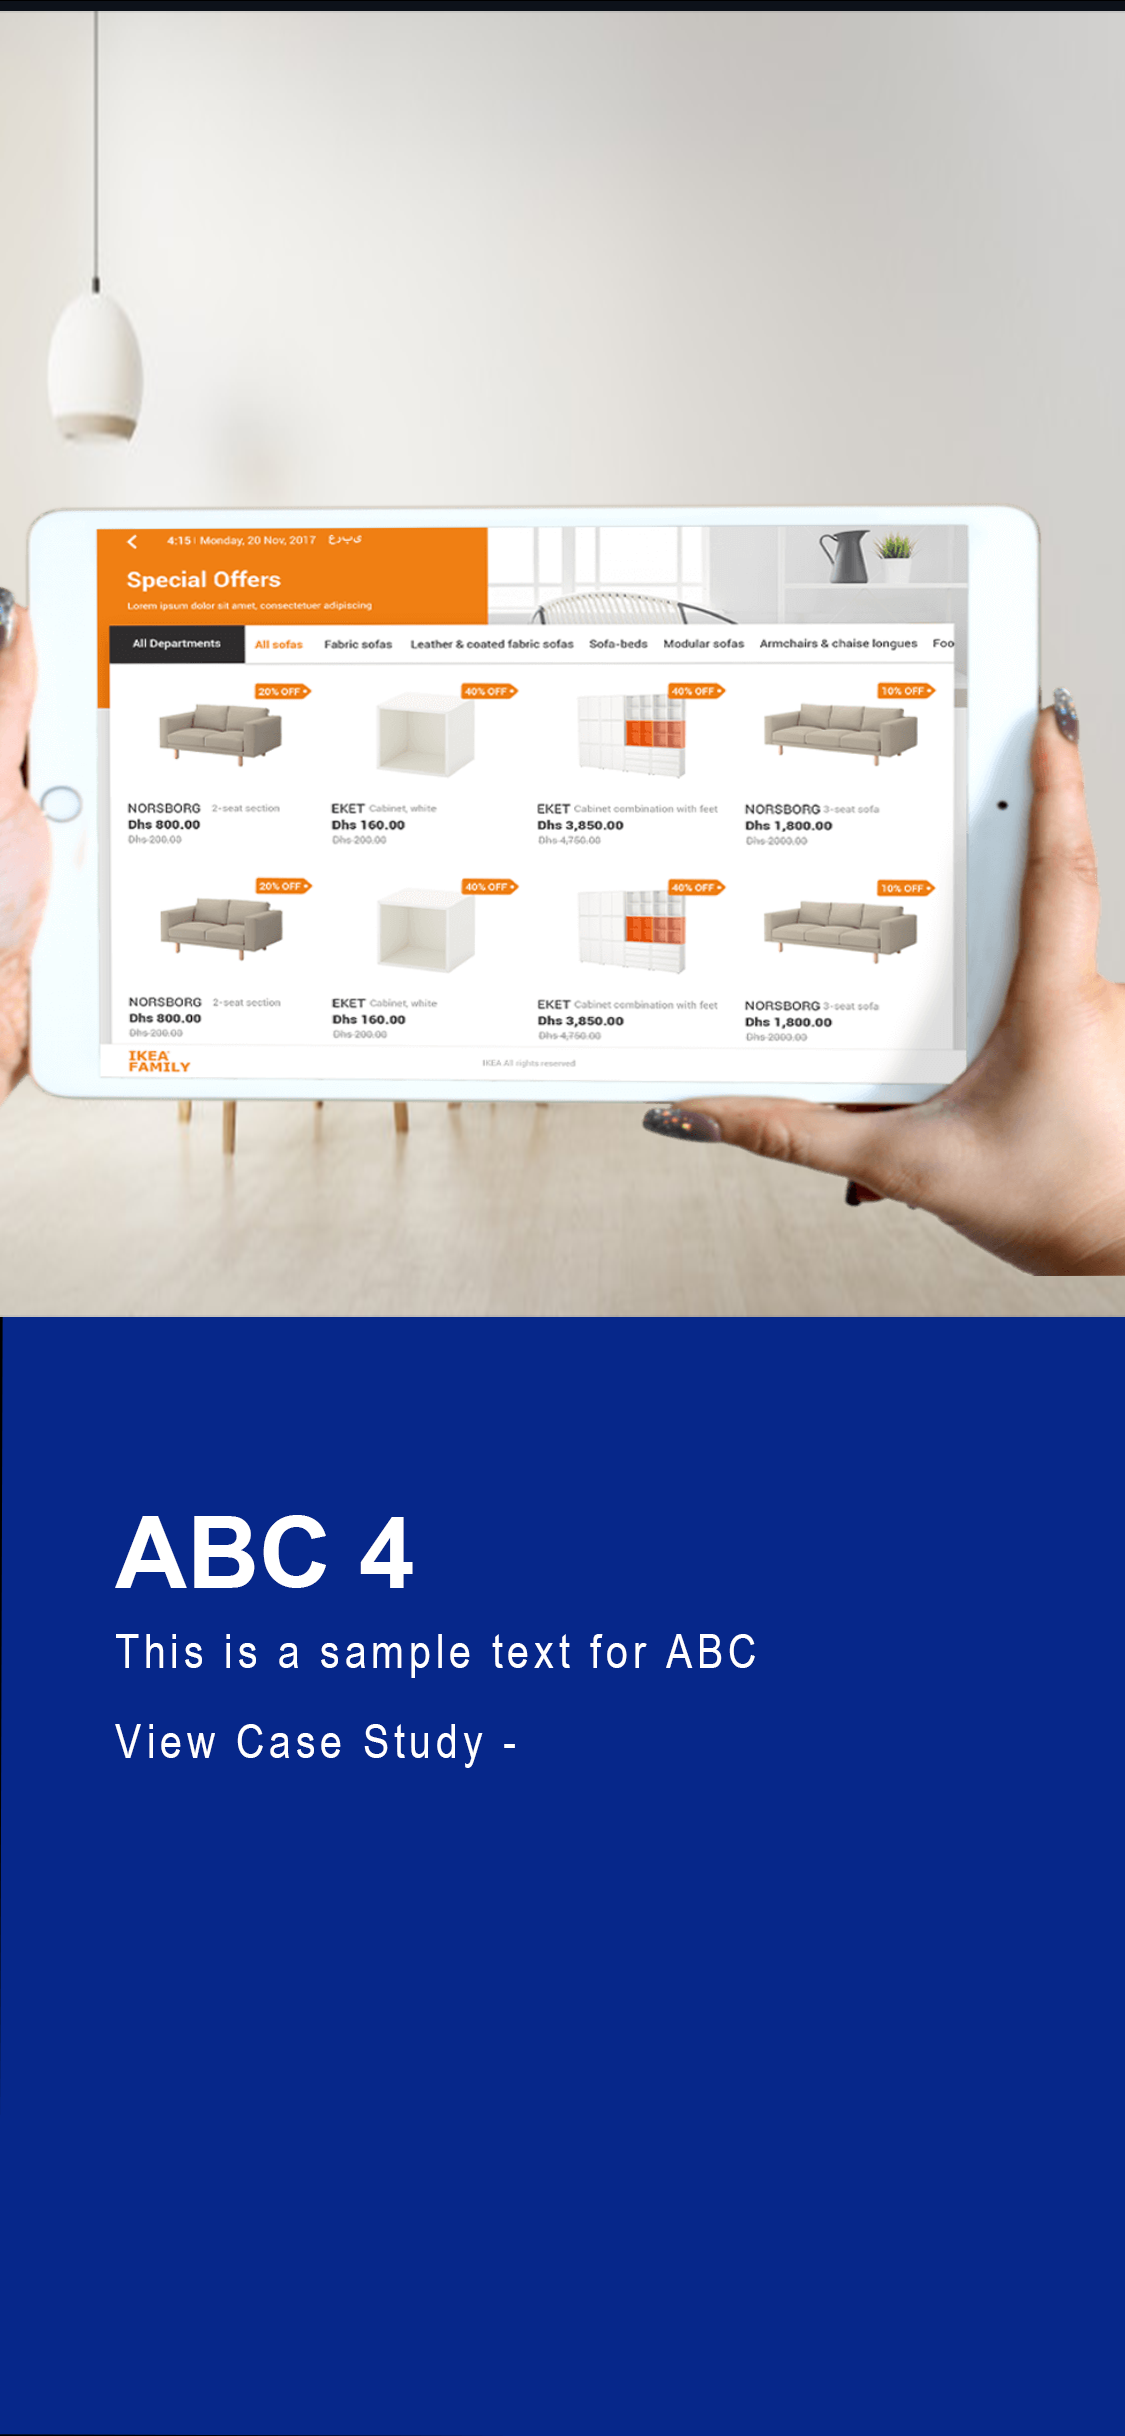 4:15 | Monday, 20 Nov, 2017 عربي
Special Offers
Lorem ipsum dolor sit amet, consectetuer adipiscing
All Departments All sofas Fabric sofas Leather & coated fabric sofas Sofa-beds Modular sofas Armchairs & chaise longues Foo
20% OFF 40% OFF 40% OFF 10% OFF
NORSBORG 2-seat section EKET Cabinet, white EKET Cabinet combination with feet NORSBORG 3-seat sofa
Dhs 800.00 Dhs 160.00 Dhs 3,850.00 Dhs 1,800.00
Dhs 200.00 Dhs 200.00 Dhs 4,750.00 Dhs 2000.00
20% OFF 40% OFF 40% OFF 10% OFF
NORSBORG 2-seat section EKET Cabinet, white EKET Cabinet combination with feet NORSBORG 3-seat sofa
Dhs 800.00 Dhs 160.00 Dhs 3,850.00 Dhs 1,800.00
Dhs 200.00 Dhs 200.00 Dhs 4,750.00 Dhs 2000.00
IKEA
FAMILY
IKEA All rights reserved
ABC 4
This is a sample text for ABC
View Case Study -